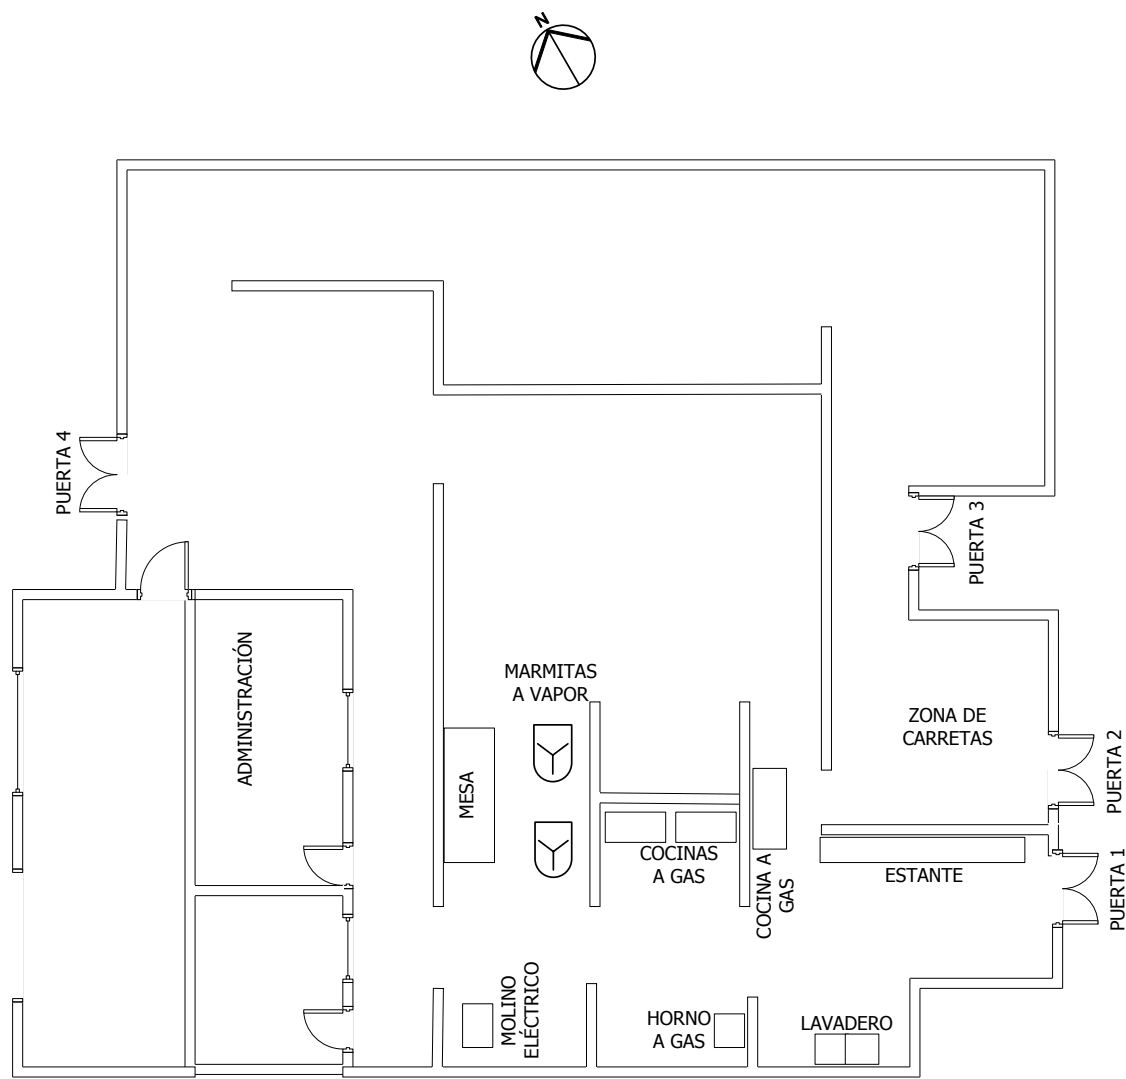 N
PUERTA 4
PUERTA 3
ADMINISTRACIÓN
MARMITAS
A VAPOR
ZONA DE
CARRETAS
PUERTA 2
MESA
COCINAS
A GAS
COCINA A
GAS
ESTANTE
PUERTA 1
MOLINO
ELÉCTRICO
HORNO
A GAS
LAVADERO